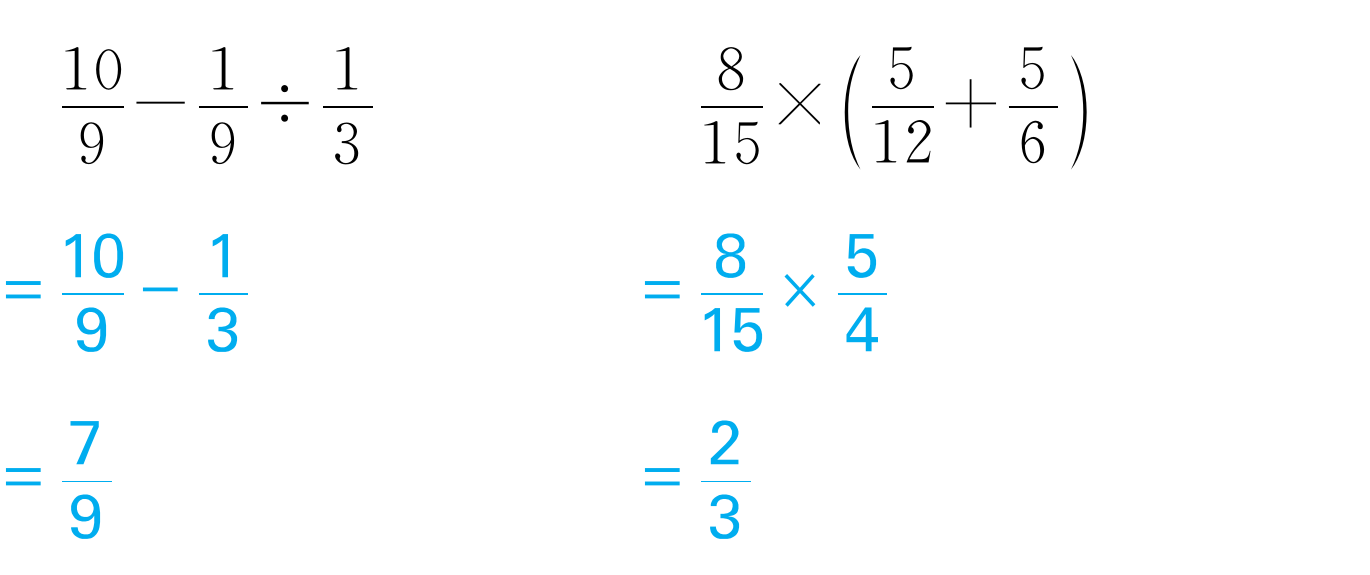 10/9 − 1/9 ÷ 1/3
= 10/9 − 1/3
= 7/9
8/15 × (5/12 + 5/6)
= 8/15 × 5/4
= 2/3